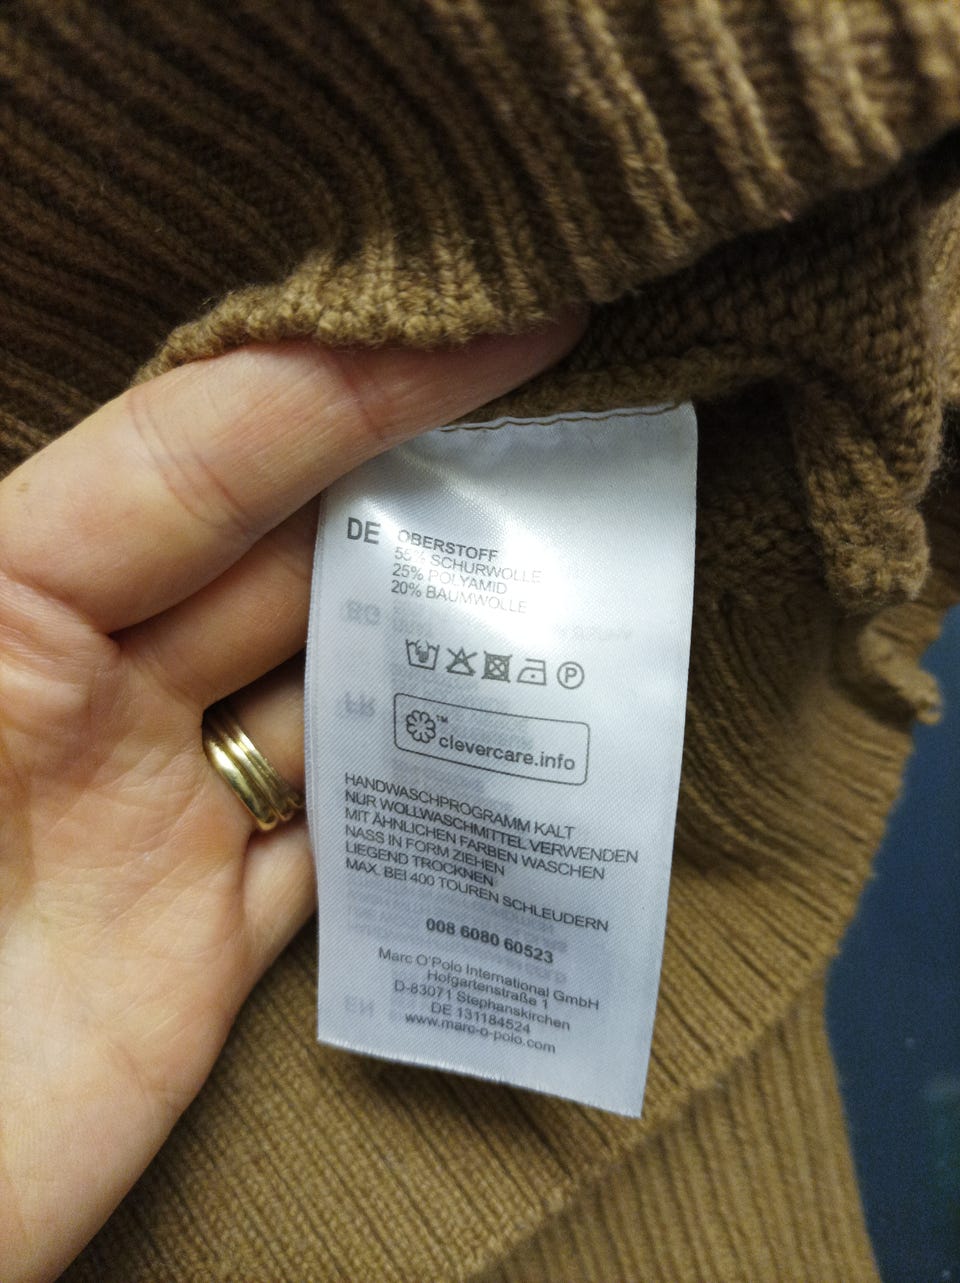 DE
OBERSTOFF
55% SCHURWOLLE
25% POLYAMID
20% BAUMWOLLE
P
™
clevercare.info
HANDWASCHPROGRAMM KALT
NUR WOLLWASCHMITTEL VERWENDEN
MIT ÄHNLICHEN FARBEN WASCHEN
NASS IN FORM ZIEHEN
LIEGEND TROCKNEN
MAX. BEI 400 TOUREN SCHLEUDERN
008 6080 60523
Marc O'Polo International GmbH
Hofgartenstraße 1
D-83071 Stephanskirchen
DE 131184524
www.marc-o-polo.com